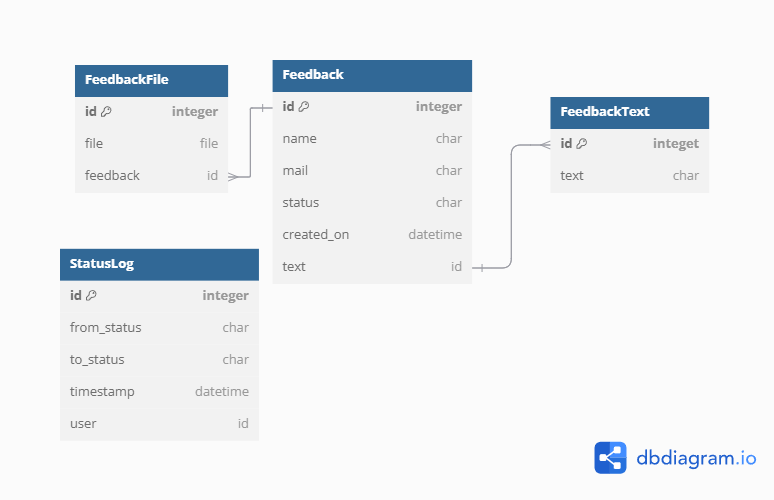 FeedbackFile
id integer
file file
feedback id
Feedback
id integer
name char
mail char
status char
created_on datetime
text id
FeedbackText
id integet
text char
StatusLog
id integer
from_status char
to_status char
timestamp datetime
user id
dbdiagram.io